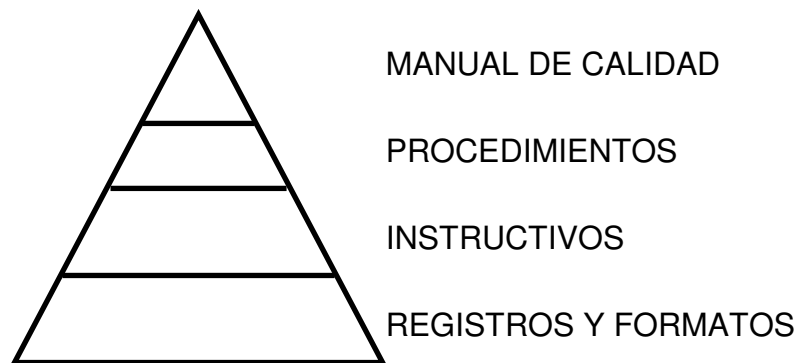 MANUAL DE CALIDAD
PROCEDIMIENTOS
INSTRUCTIVOS
REGISTROS Y FORMATOS